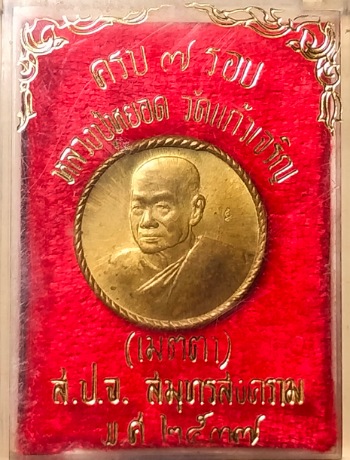 ครบ ๗ รอบ
หลวงปู่หยอด วัดแก้วเจริญ
(เมตตา)
ส.ป.จ. สมุทรสงคราม
พ.ศ ๒๕๓๗